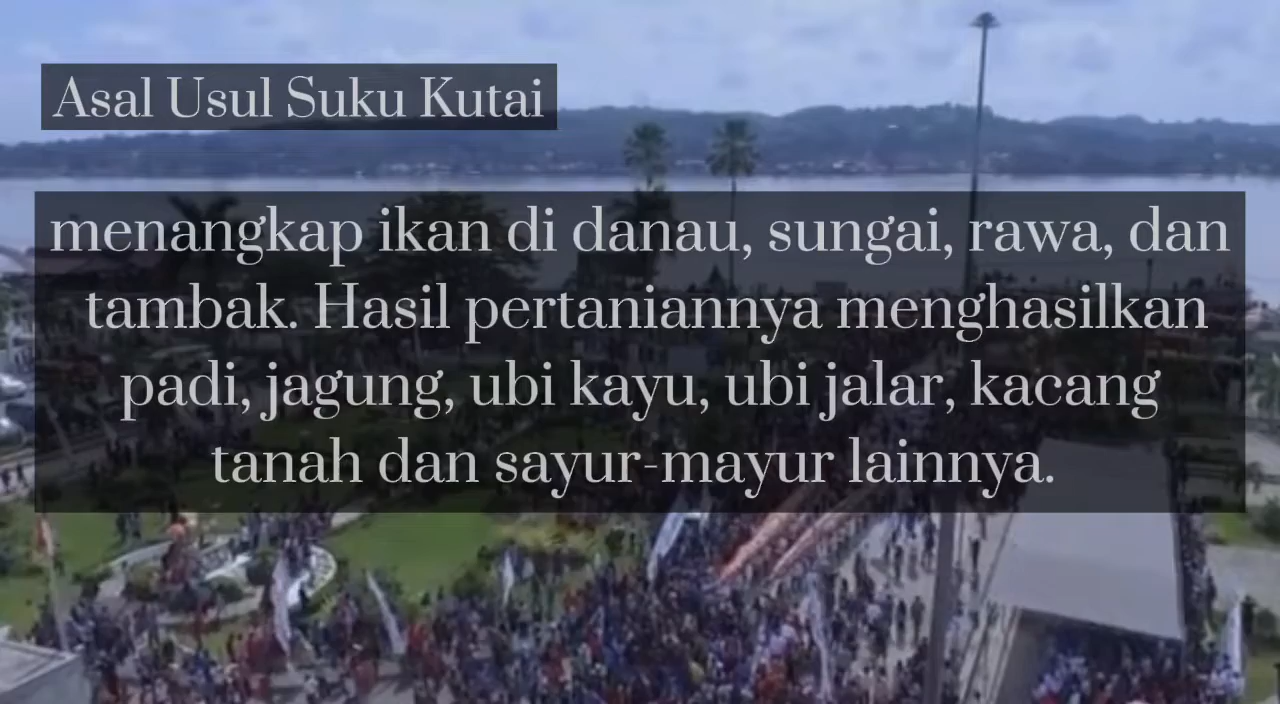 Asal Usul Suku Kutai
menangkap ikan di danau, sungai, rawa, dan
tambak. Hasil pertaniannya menghasilkan
padi, jagung, ubi kayu, ubi jalar, kacang
tanah dan sayur-mayur lainnya.